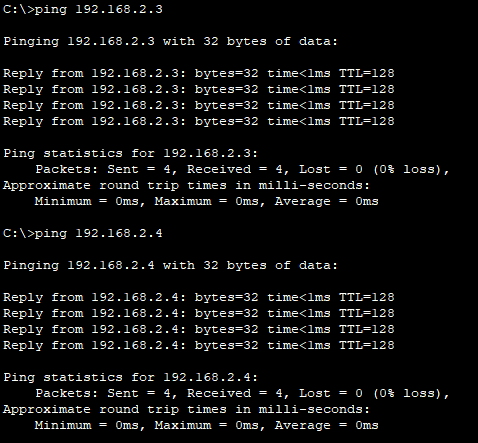 C:\>ping 192.168.2.3
Pinging 192.168.2.3 with 32 bytes of data:
Reply from 192.168.2.3: bytes=32 time<1ms TTL=128
Reply from 192.168.2.3: bytes=32 time<1ms TTL=128
Reply from 192.168.2.3: bytes=32 time<1ms TTL=128
Reply from 192.168.2.3: bytes=32 time<1ms TTL=128
Ping statistics for 192.168.2.3:
    Packets: Sent = 4, Received = 4, Lost = 0 (0% loss),
Approximate round trip times in milli-seconds:
    Minimum = 0ms, Maximum = 0ms, Average = 0ms
C:\>ping 192.168.2.4
Pinging 192.168.2.4 with 32 bytes of data:
Reply from 192.168.2.4: bytes=32 time<1ms TTL=128
Reply from 192.168.2.4: bytes=32 time<1ms TTL=128
Reply from 192.168.2.4: bytes=32 time<1ms TTL=128
Reply from 192.168.2.4: bytes=32 time<1ms TTL=128
Ping statistics for 192.168.2.4:
    Packets: Sent = 4, Received = 4, Lost = 0 (0% loss),
Approximate round trip times in milli-seconds:
    Minimum = 0ms, Maximum = 0ms, Average = 0ms